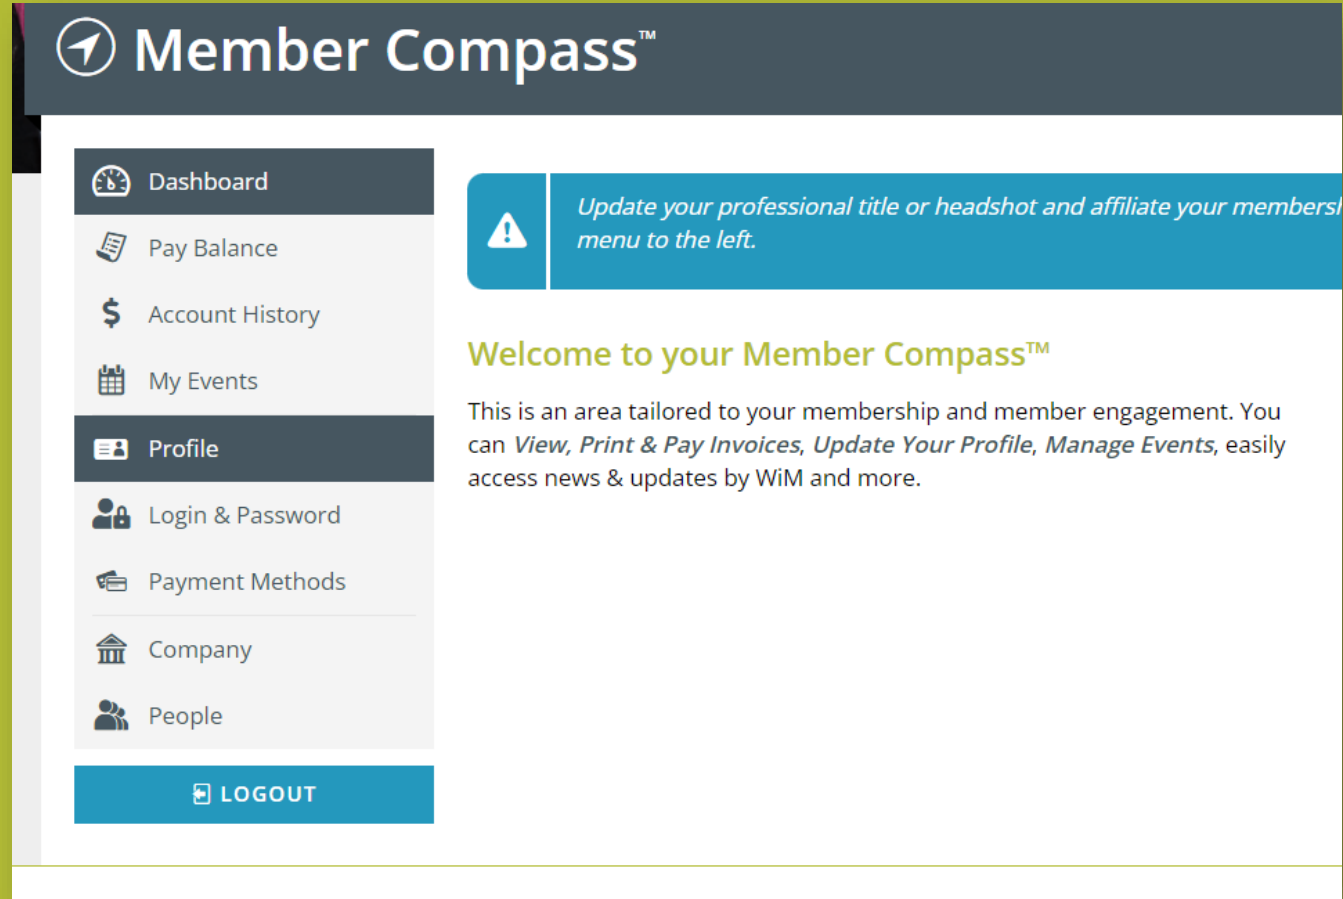 Member Compass™
Dashboard
Pay Balance
Account History
My Events
Profile
Login & Password
Payment Methods
Company
People
LOGOUT
Update your professional title or headshot and affiliate your
menu to the left.
Welcome to your Member Compass™
This is an area tailored to your membership and member engagement. You
can View, Print & Pay Invoices, Update Your Profile, Manage Events, easily
access news & updates by WiM and more.